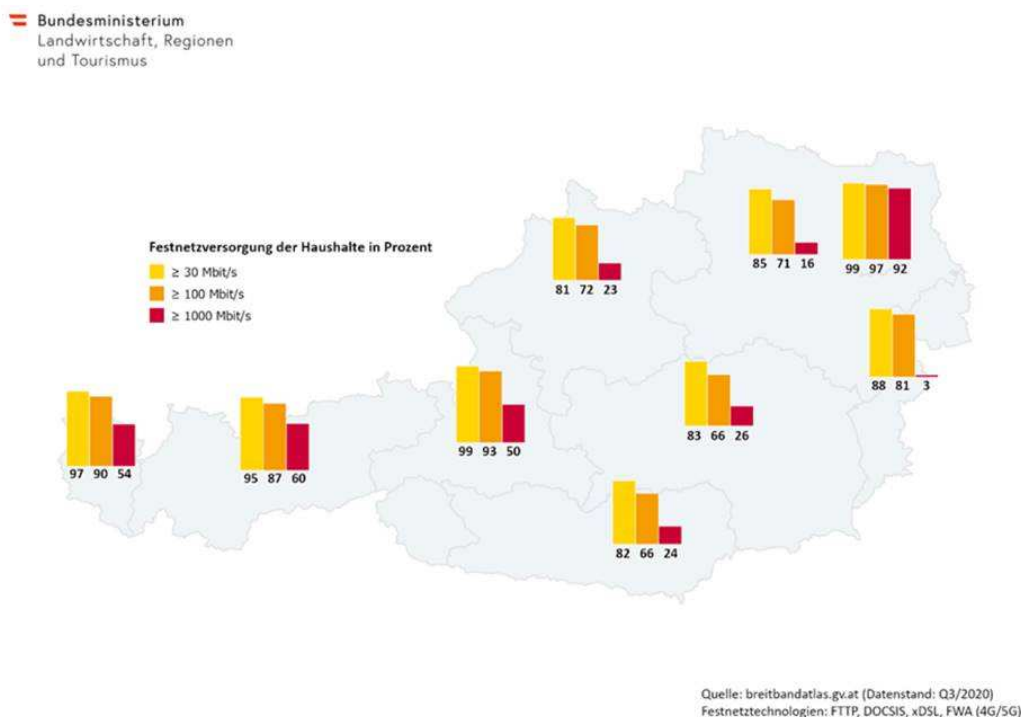 Bundesministerium
Landwirtschaft, Regionen
und Tourismus
Festnetzversorgung der Haushalte in Prozent
≥ 30 Mbit/s
≥ 100 Mbit/s
≥ 1000 Mbit/s
85 71 16
99 97 92
81 72 23
88 81 3
83 66 26
99 93 50
97 90 54
95 87 60
82 66 24
Quelle: breitbandatlas.gv.at (Datenstand: Q3/2020)
Festnetztechnologien: FTTP, DOCSIS, xDSL, FWA (4G/5G)